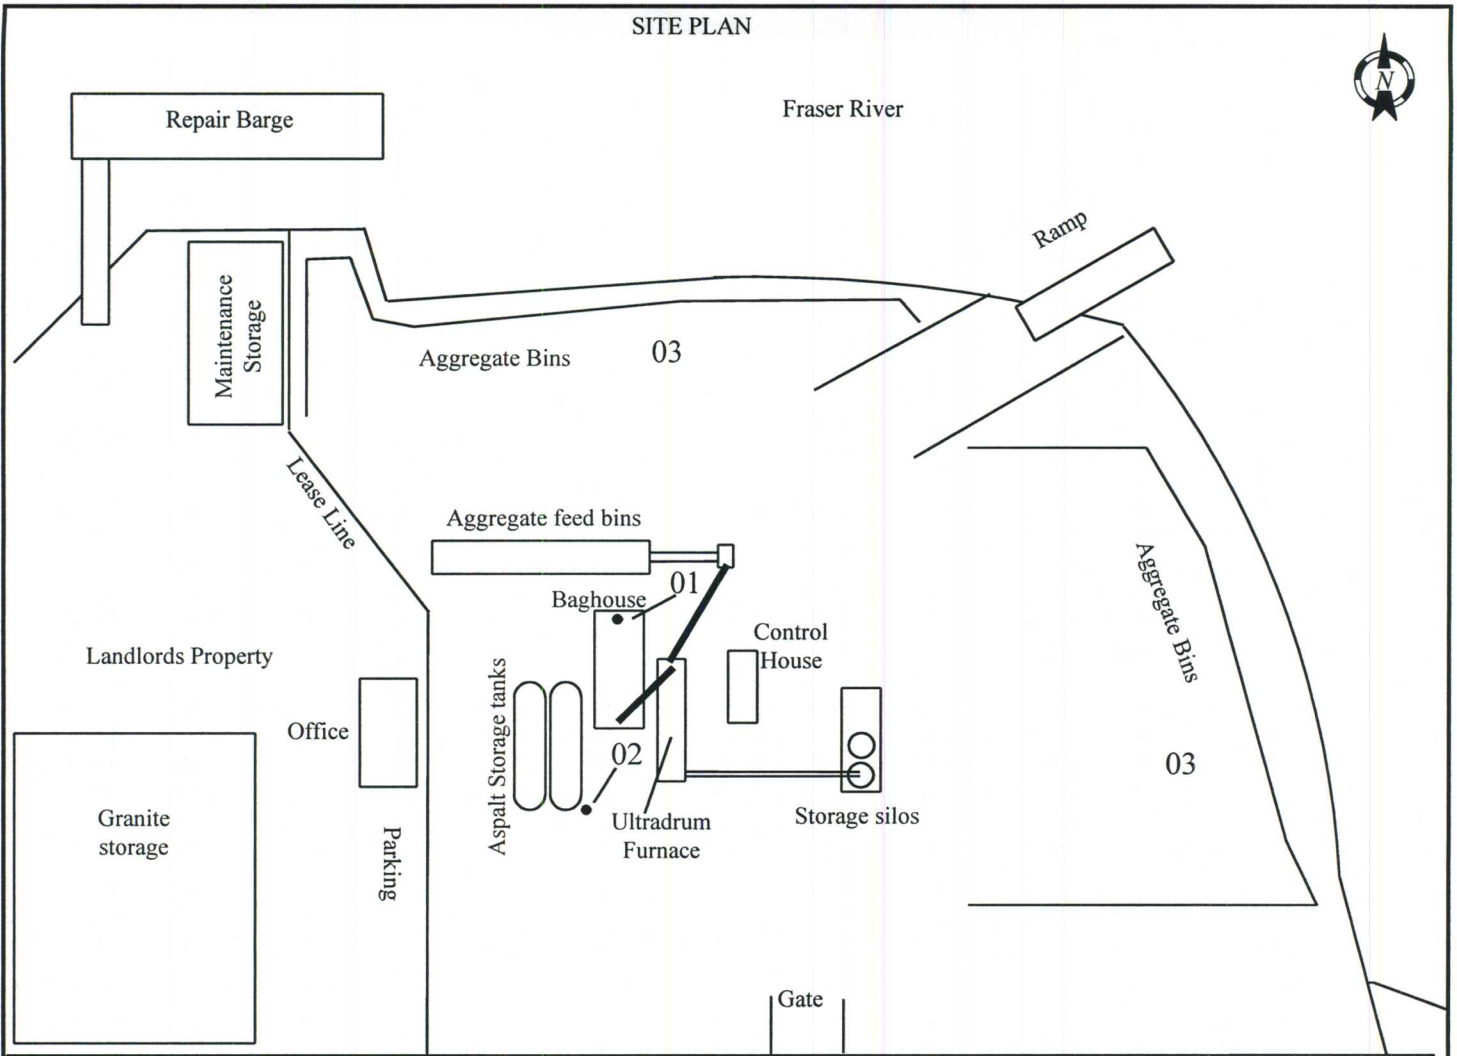 SITE PLAN
N
Repair Barge
Fraser River
Ramp
Maintenance
Storage
Aggregate Bins
03
Lease Line
Aggregate feed bins
01
Baghouse
Control
House
Aggregate Bins
Landlords Property
Aspalt Storage tanks
Office
02
03
Granite
storage
Parking
Ultradrum
Furnace
Storage silos
Gate